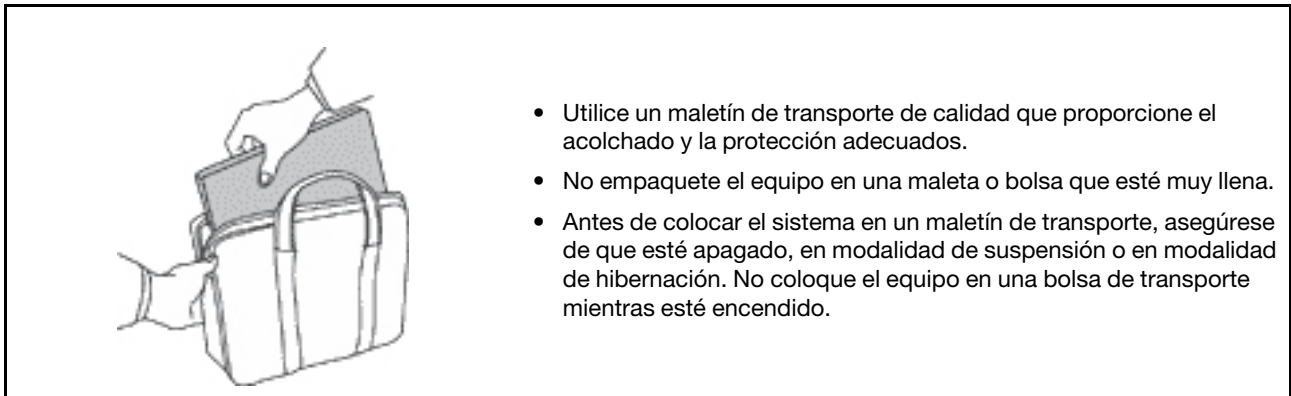 • Utilice un maletín de transporte de calidad que proporcione el
acolchado y la protección adecuados.
• No empaquete el equipo en una maleta o bolsa que esté muy llena.
• Antes de colocar el sistema en un maletín de transporte, asegúrese
de que esté apagado, en modalidad de suspensión o en modalidad
de hibernación. No coloque el equipo en una bolsa de transporte
mientras esté encendido.